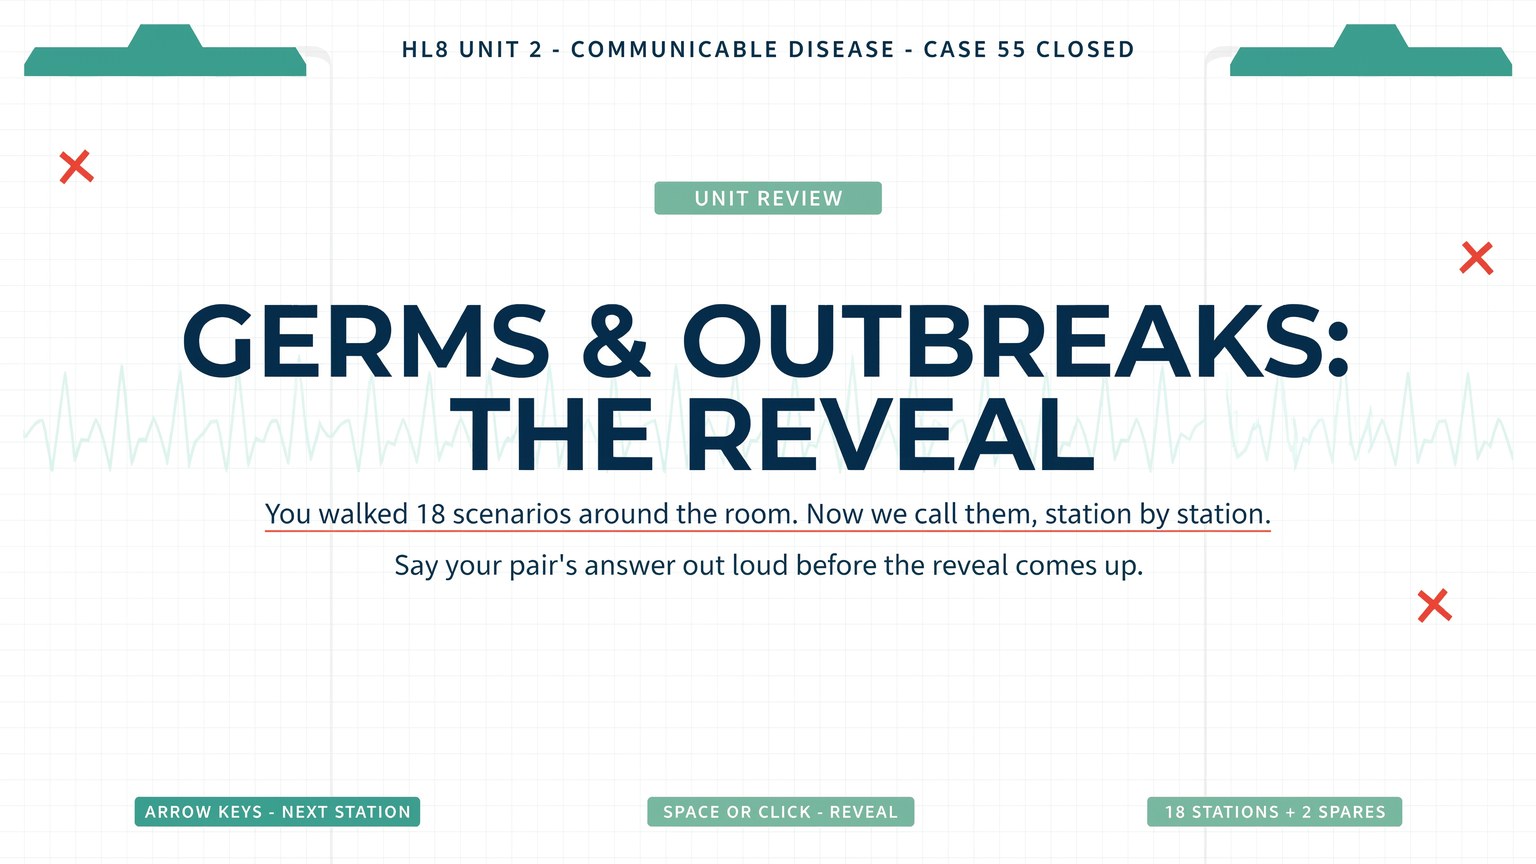 HL8 UNIT 2 - COMMUNICABLE DISEASE - CASE 55 CLOSED
UNIT REVIEW
GERMS & OUTBREAKS:
THE REVEAL
You walked 18 scenarios around the room. Now we call them, station by station.
Say your pair's answer out loud before the reveal comes up.
ARROW KEYS - NEXT STATION
SPACE OR CLICK - REVEAL
18 STATIONS + 2 SPARES